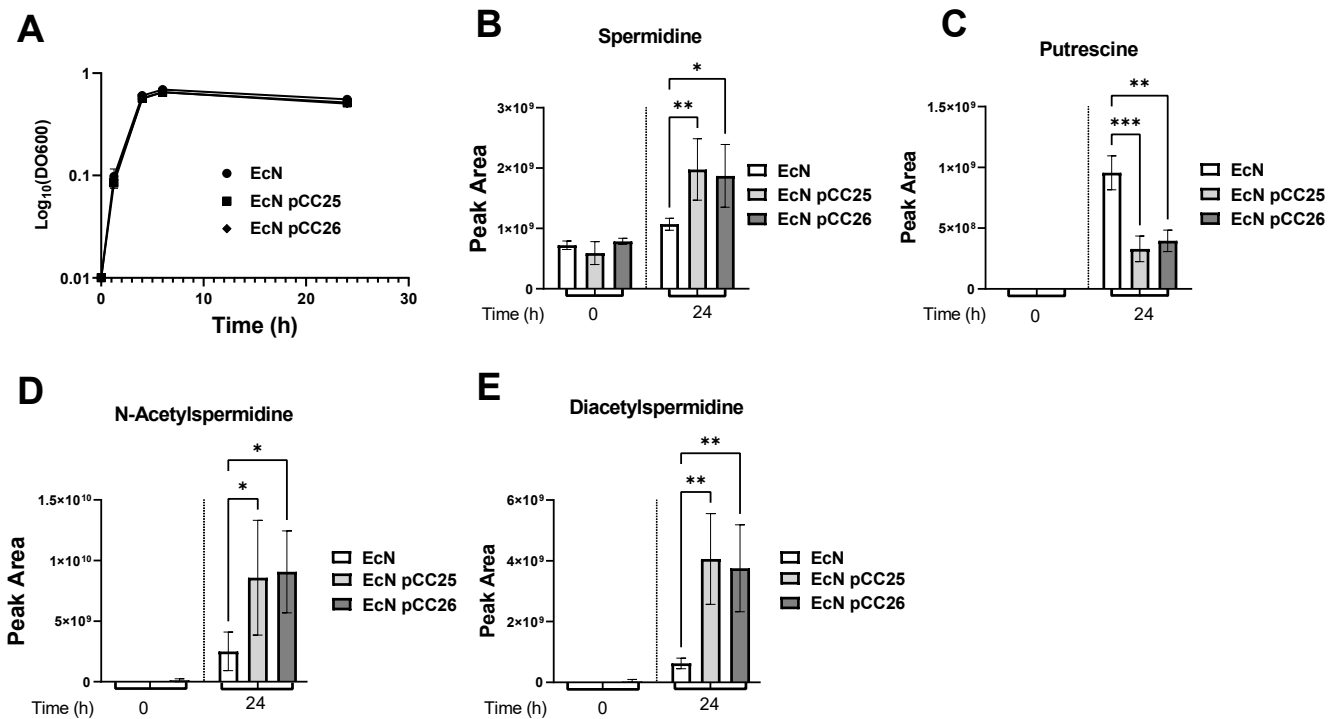 A
1
0.1
0.01
Log₁₀(DO600)
EcN
EcN pCC25
EcN pCC26
0
10
20
30
Time (h)
B
Spermidine
*
**
3×10⁹
2×10⁹
1×10⁹
0
Peak Area
EcN
EcN pCC25
EcN pCC26
Time (h)
0
24
C
Putrescine
**
***
1.5×10⁹
1×10⁹
5×10⁸
0
Peak Area
EcN
EcN pCC25
EcN pCC26
Time (h)
0
24
D
N-Acetylspermidine
*
*
1.5×10¹⁰
1×10¹⁰
5×10⁹
0
Peak Area
EcN
EcN pCC25
EcN pCC26
Time (h)
0
24
E
Diacetylspermidine
**
**
6×10⁹
4×10⁹
2×10⁹
0
Peak Area
EcN
EcN pCC25
EcN pCC26
Time (h)
0
24